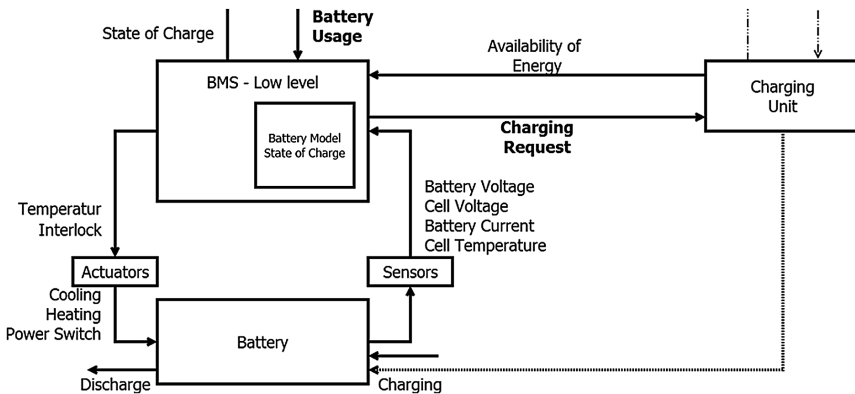 State of Charge
Battery
Usage
Availability of
Energy
BMS - Low level
Charging
Unit
Battery Model
State of Charge
Charging
Request
Battery Voltage
Cell Voltage
Battery Current
Cell Temperature
Temperatur
Interlock
Actuators
Sensors
Cooling
Heating
Power Switch
Battery
Discharge
Charging